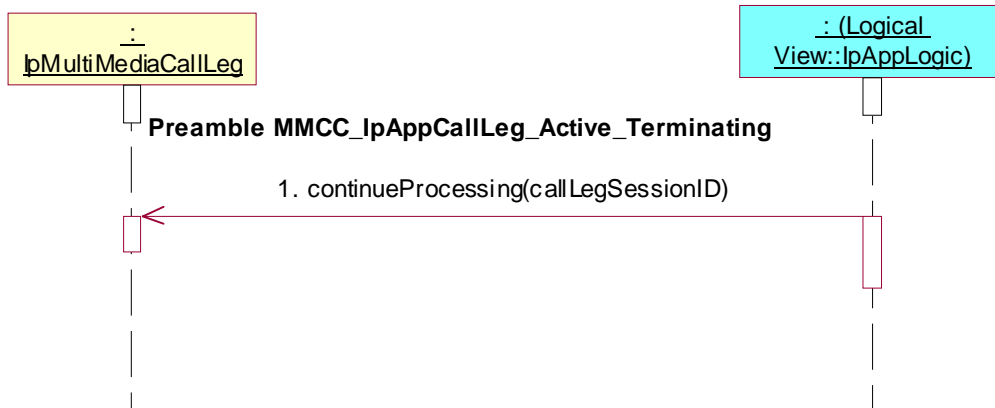 :
IpMultiMediaCallLeg
: (Logical
View::IpAppLogic)
Preamble MMCC_IpAppCallLeg_Active_Terminating
1. continueProcessing(callLegSessionID)